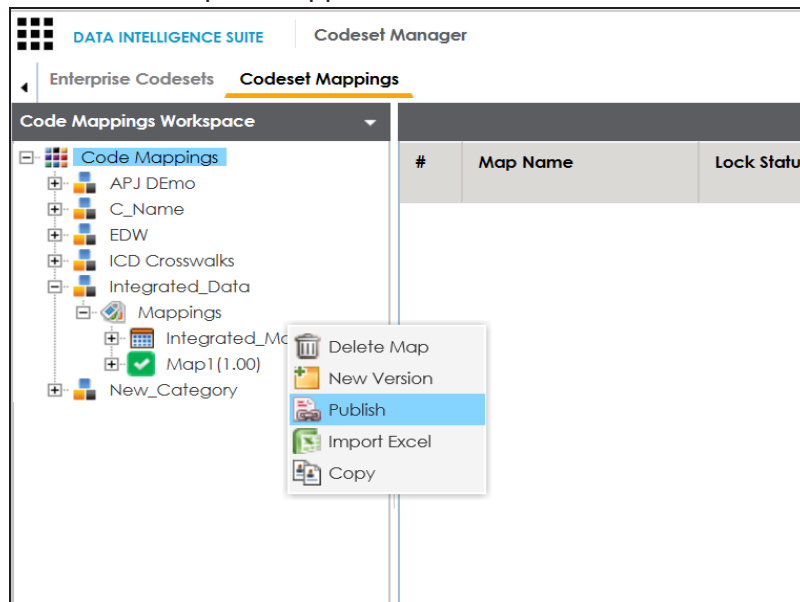 DATA INTELLIGENCE SUITE Codeset Manager
Enterprise Codesets Codeset Mappings
Code Mappings Workspace
# Map Name Lock Statu
Code Mappings
APJ DEmo
C_Name
EDW
ICD Crosswalks
Integrated_Data
Mappings
Integrated_Mc
Map1(1.00)
New_Category
Delete Map
New Version
Publish
Import Excel
Copy